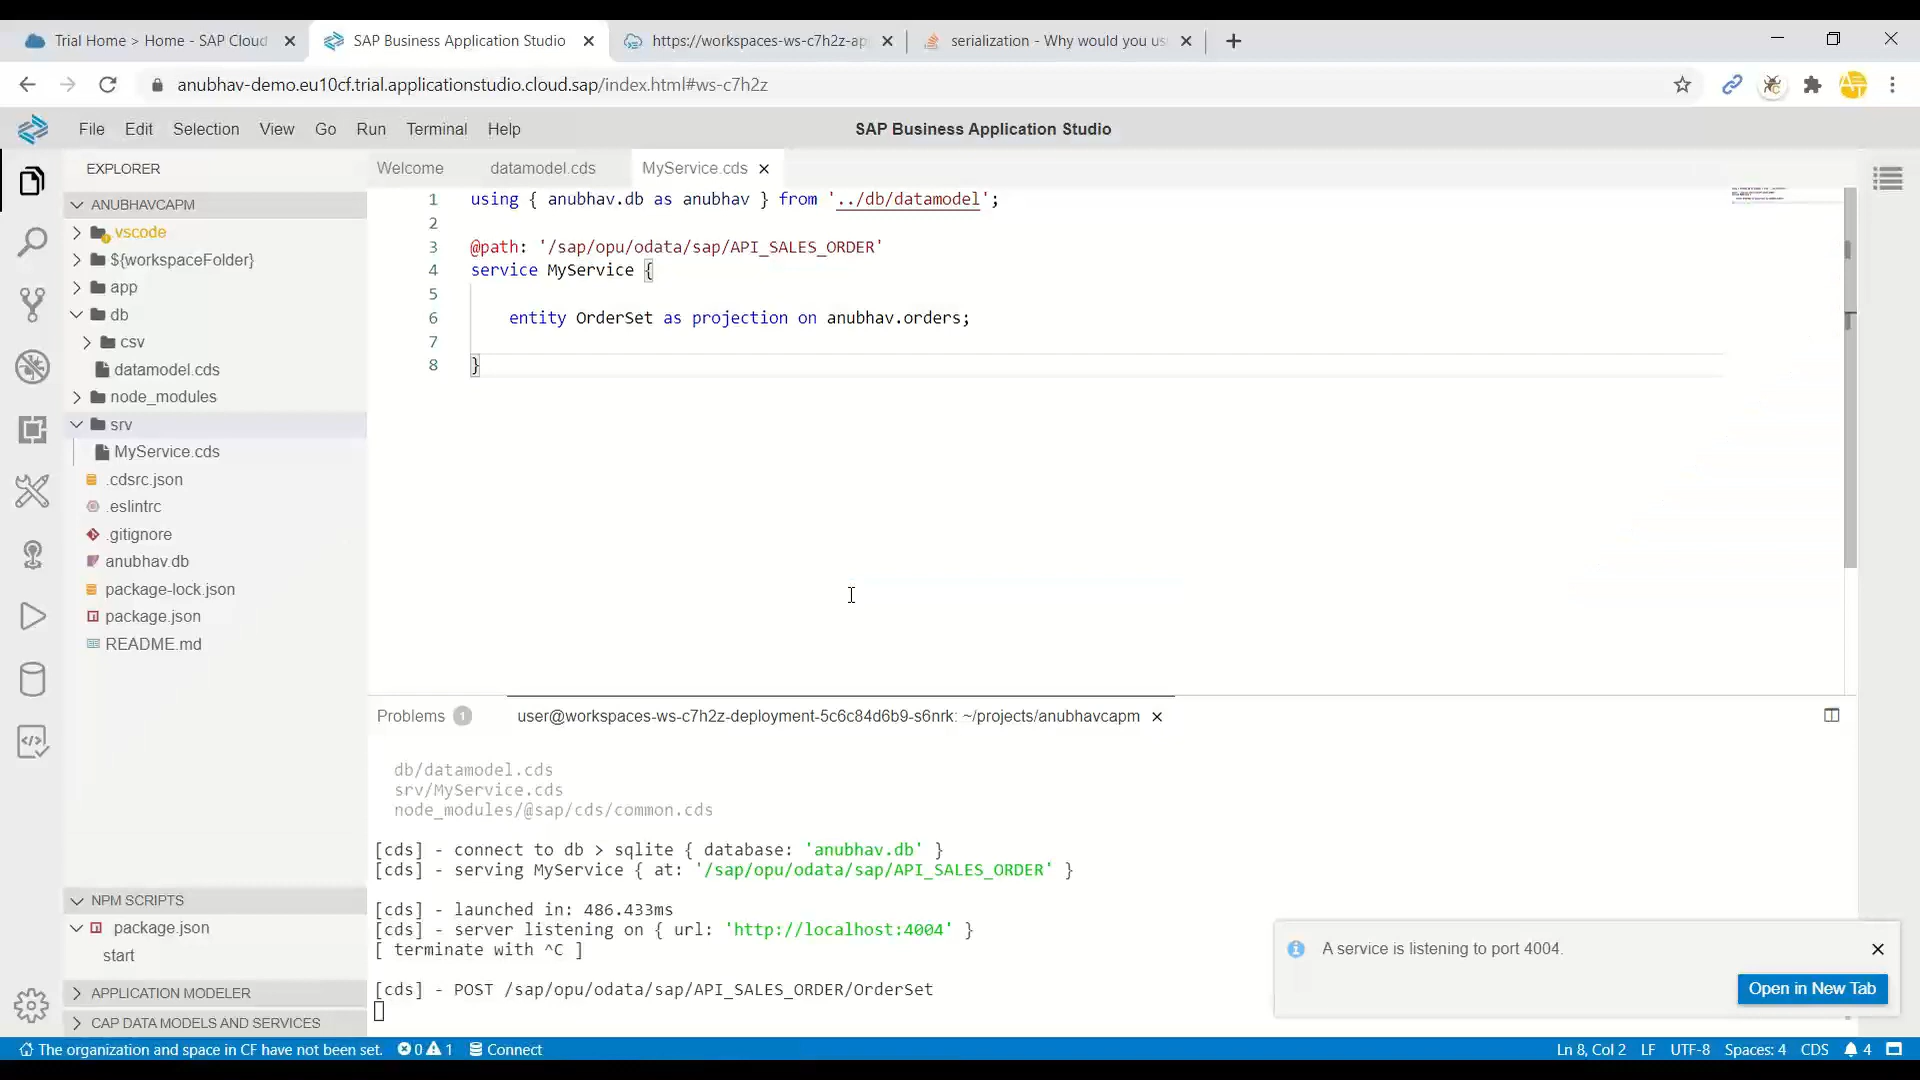 Trial Home > Home - SAP Cloud
SAP Business Application Studio
https://workspaces-ws-c7h2z-ap
serialization - Why would you us
anubhav-demo.eu10cf.trial.applicationstudio.cloud.sap/index.html#ws-c7h2z
File Edit Selection View Go Run Terminal Help
SAP Business Application Studio
EXPLORER
ANUBHAVCAPM
.vscode
${workspaceFolder}
app
db
csv
datamodel.cds
node_modules
srv
MyService.cds
.cdsrc.json
.eslintrc
.gitignore
anubhav.db
package-lock.json
package.json
README.md
NPM SCRIPTS
package.json
start
APPLICATION MODELER
CAP DATA MODELS AND SERVICES
Welcome datamodel.cds MyService.cds
1 using { anubhav.db as anubhav } from '../db/datamodel';
2
3 @path: '/sap/opu/odata/sap/API_SALES_ORDER'
4 service MyService {
5
6 entity OrderSet as projection on anubhav.orders;
7
8 }
Problems 1 user@workspaces-ws-c7h2z-deployment-5c6c84d6b9-s6nrk: ~/projects/anubhavcapm
db/datamodel.cds
srv/MyService.cds
node_modules/@sap/cds/common.cds
[cds] - connect to db > sqlite { database: 'anubhav.db' }
[cds] - serving MyService { at: '/sap/opu/odata/sap/API_SALES_ORDER' }
[cds] - launched in: 486.433ms
[cds] - server listening on { url: 'http://localhost:4004' }
[ terminate with ^C ]
[cds] - POST /sap/opu/odata/sap/API_SALES_ORDER/OrderSet
A service is listening to port 4004.
Open in New Tab
The organization and space in CF have not been set. 0 1 Connect
Ln 8, Col 2 LF UTF-8 Spaces: 4 CDS 4